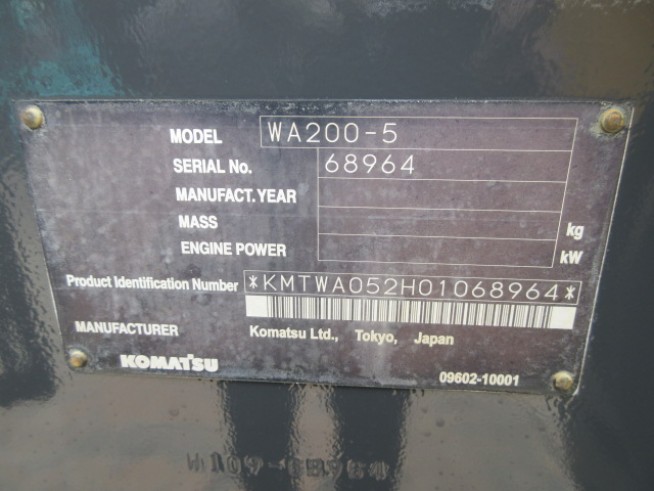 MODEL WA200-5
SERIAL No. 68964
MANUFACT. YEAR
MASS kg
ENGINE POWER kW
Product Identification Number *KMTWA052H01068964*
MANUFACTURER Komatsu Ltd., Tokyo, Japan
KOMATSU 09602-10001